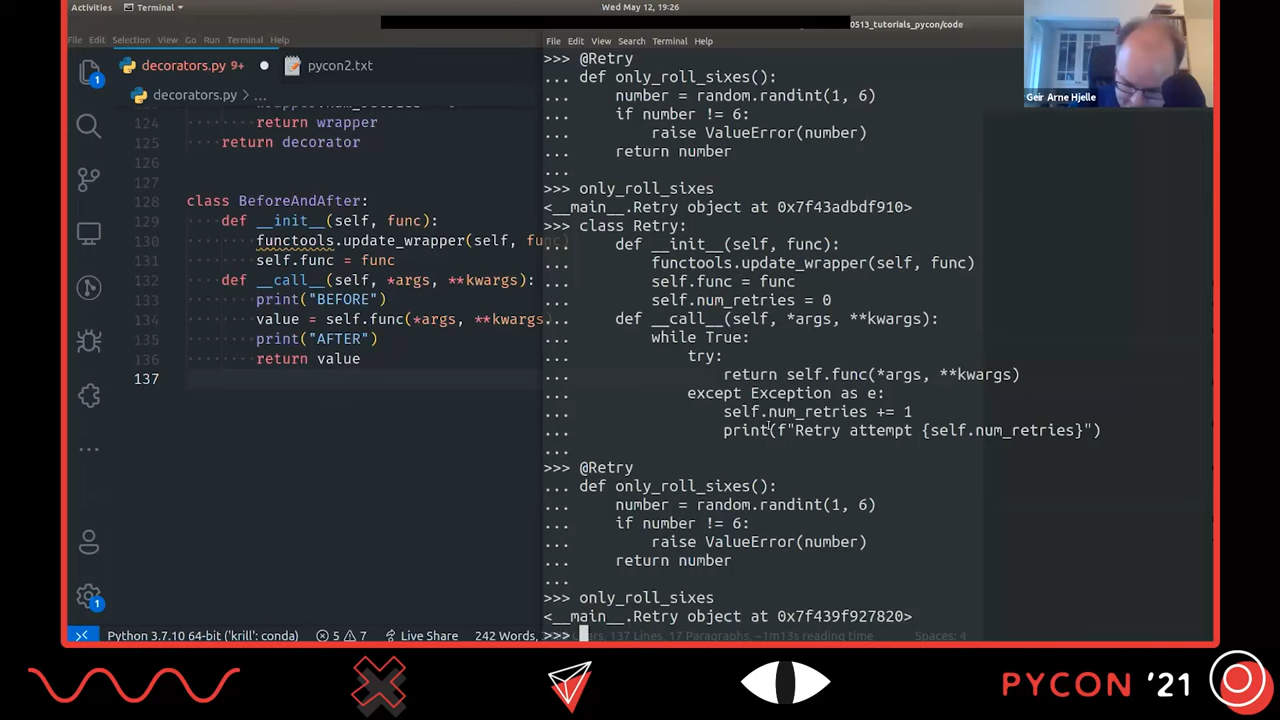 Activities
Terminal
Wed May 12, 19:26
0513_tutorials_pycon/code
File Edit Selection View Go Run Terminal Help
decorators.py 9+
pycon2.txt
decorators.py > ...
124 return wrapper
125 return decorator
126
127
128 class BeforeAndAfter:
129 def __init__(self, func):
130 functools.update_wrapper(self, func)
131 self.func = func
132 def __call__(self, *args, **kwargs):
133 print("BEFORE")
134 value = self.func(*args, **kwargs
135 print("AFTER")
136 return value
137
1
1
Python 3.7.10 64-bit ('krill': conda)
5
7
Live Share
242 Words,
137 Lines, 17 Paragraphs, ~1m13s reading time
Spaces: 4
File Edit View Search Terminal Help
>>> @Retry
... def only_roll_sixes():
... number = random.randint(1, 6)
... if number != 6:
... raise ValueError(number)
... return number
...
>>> only_roll_sixes
<__main__.Retry object at 0x7f43adbdf910>
>>> class Retry:
... def __init__(self, func):
... functools.update_wrapper(self, func)
... self.func = func
... self.num_retries = 0
... def __call__(self, *args, **kwargs):
... while True:
... try:
... return self.func(*args, **kwargs)
... except Exception as e:
... self.num_retries += 1
... print(f"Retry attempt {self.num_retries}")
...
>>> @Retry
... def only_roll_sixes():
... number = random.randint(1, 6)
... if number != 6:
... raise ValueError(number)
... return number
...
>>> only_roll_sixes
<__main__.Retry object at 0x7f439f927820>
>>>
Geir Arne Hjelle
PYCON '21